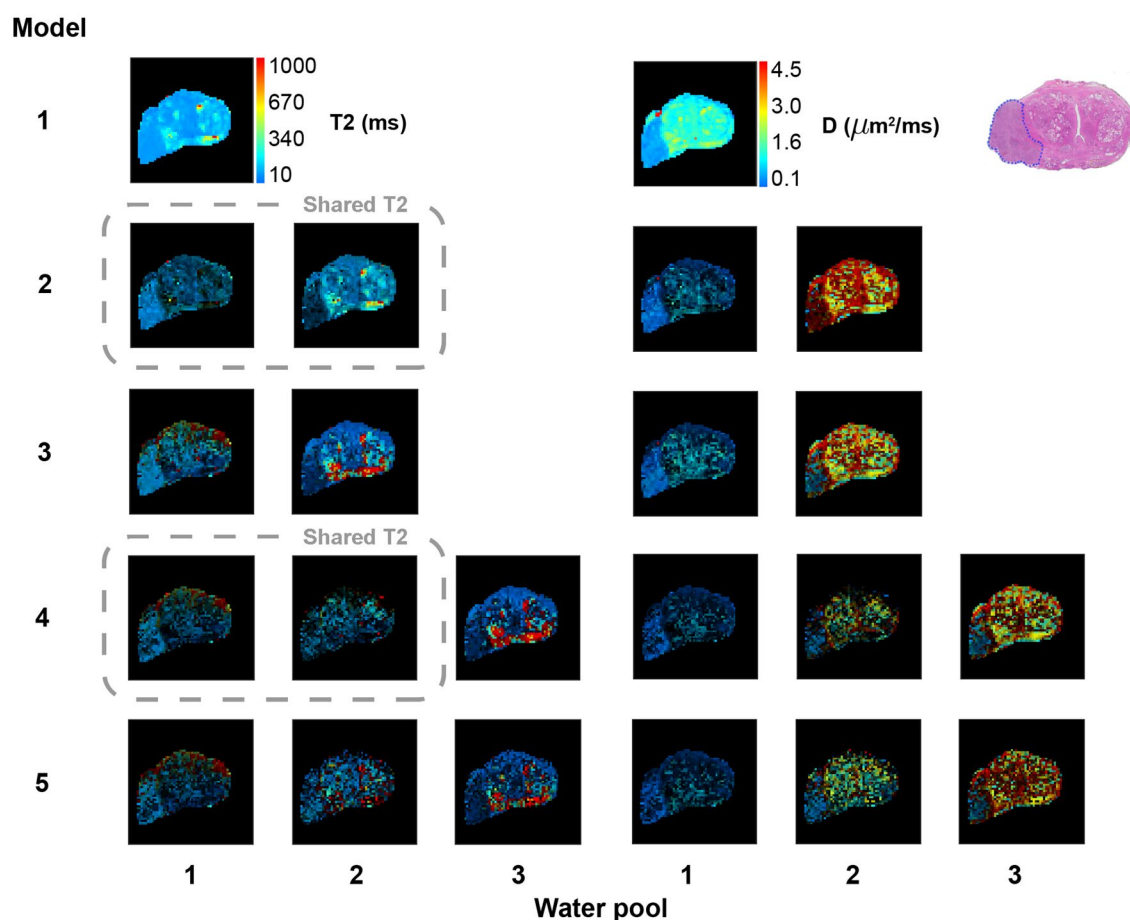 Model
1
1000
670
340
10
T2 (ms)
4.5
3.0
1.6
0.1
D (μm²/ms)
Shared T2
2
3
Shared T2
4
5
1 2 3 1 2 3
Water pool